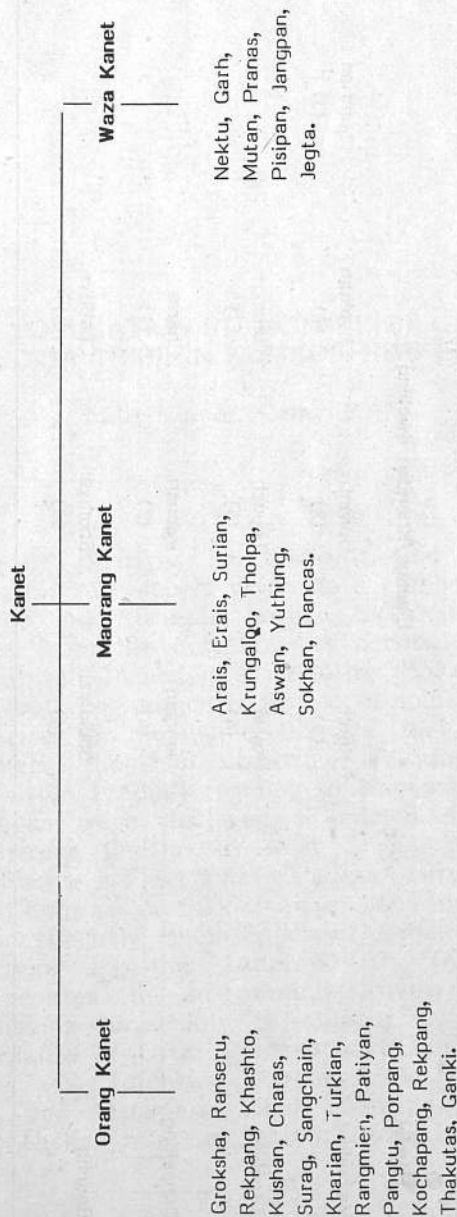 Kanet
Orang Kanet
Maorang Kanet
Waza Kanet
Groksha, Ranseru,
Rekpang, Khashto,
Kushan, Charas,
Surag, Sangchain,
Kharian, Turkian,
Rangmien, Patiyan,
Pangtu, Porpang,
Kochapang, Rekpang,
Thakutas, Ganki.
Arais, Erais, Surian,
Krungaloo, Tholpa,
Aswan, Yuthung,
Sokhan, Dancas.
Nektu, Garh,
Mutan, Pranas,
Pisipan, Jangpan,
Jegta.